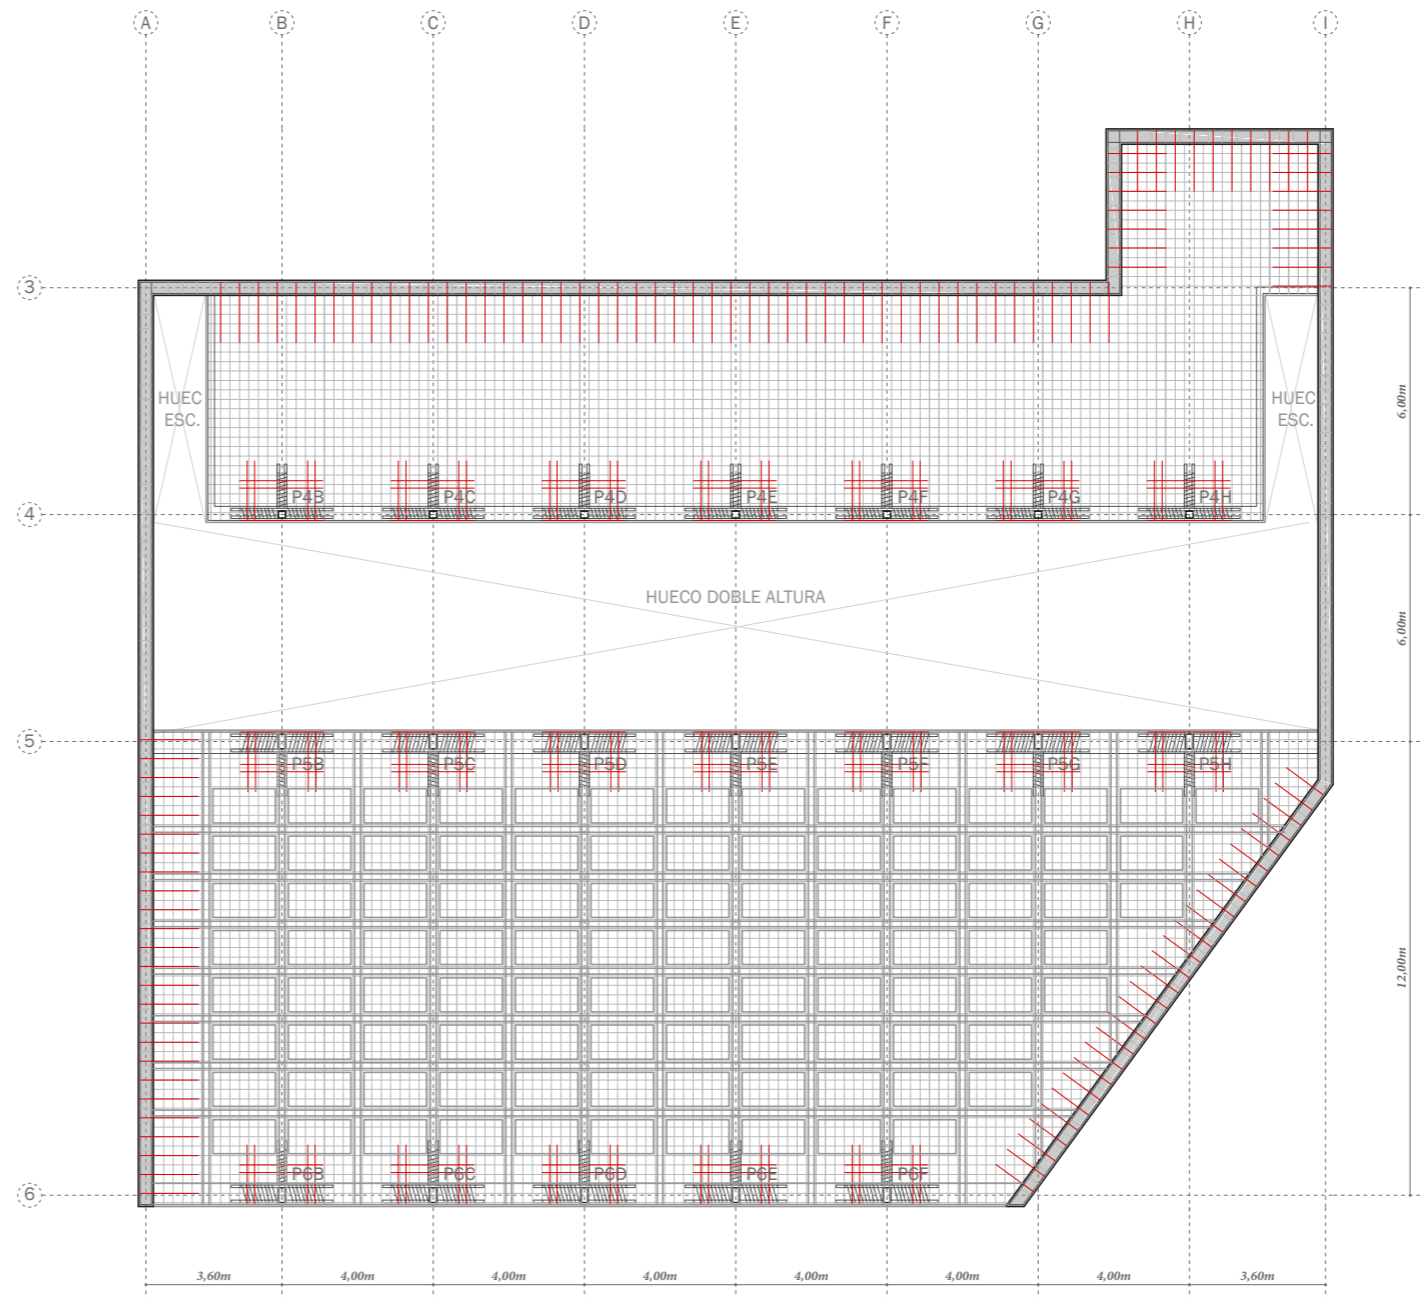 A B C D E F G H I
3
HUEC
ESC.
HUEC
ESC.
6,00m
P4B P4C P4D P4E P4F P4G P4H
4
HUECO DOBLE ALTURA
6,00m
5
P5B P5C P5D P5E P5F P5G P5H
12,00m
P6B P6C P6D P6E P6F
6
3,60m 4,00m 4,00m 4,00m 4,00m 4,00m 4,00m 3,60m